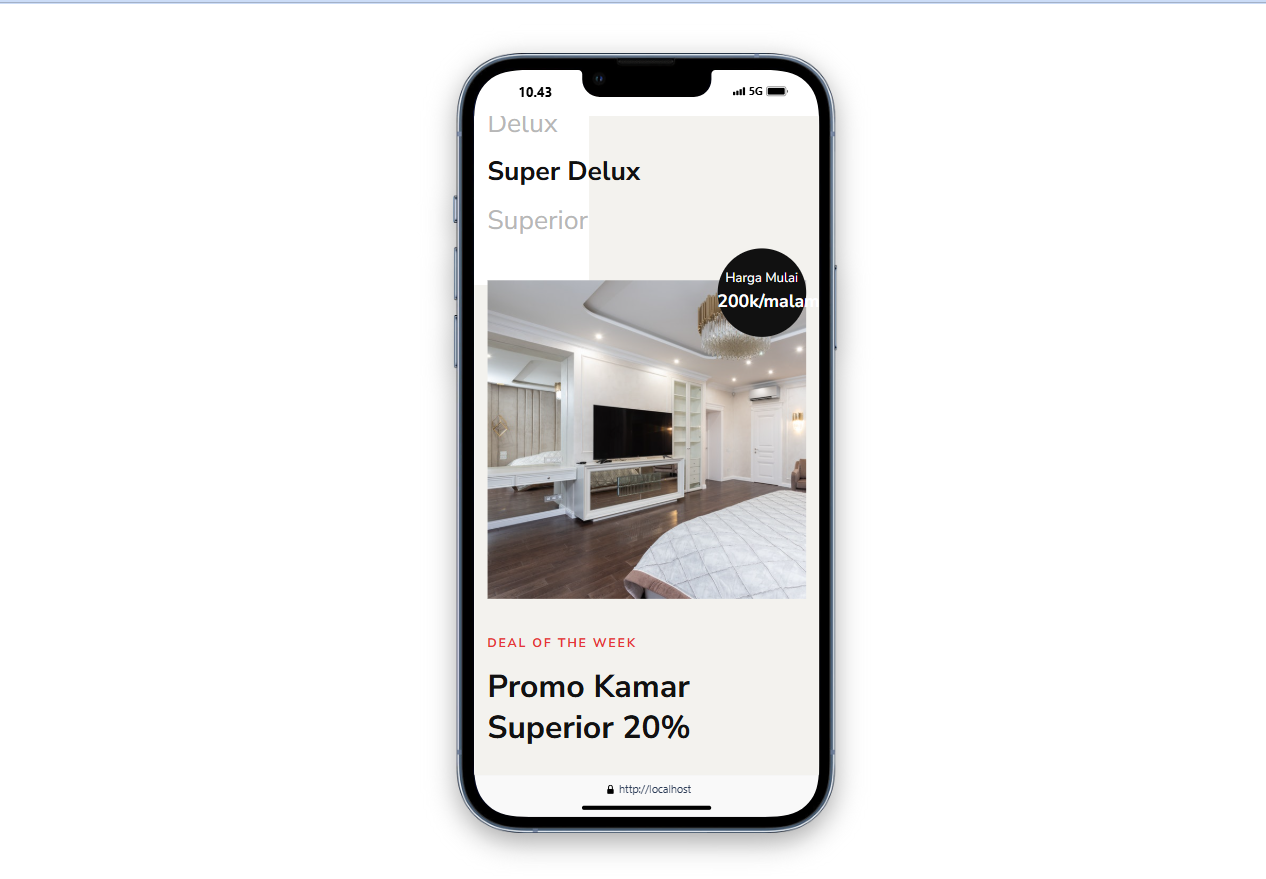 10.43
5G
Delux
Super Delux
Superior
Harga Mulai
200k/malam
DEAL OF THE WEEK
Promo Kamar
Superior 20%
http://localhost